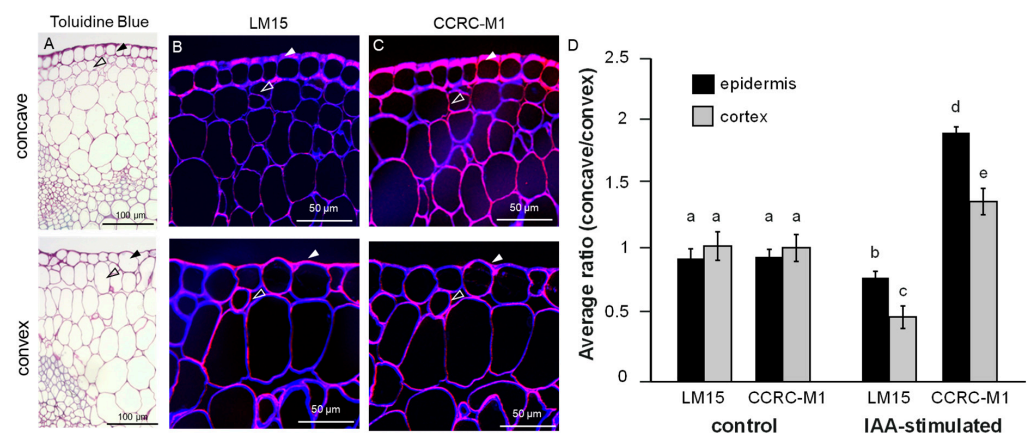 Toluidine Blue
LM15
CCRC-M1
A
B
C
D
concave
100 µm
50 µm
50 µm
convex
100 µm
50 µm
50 µm
Average ratio (concave/convex)
2.5
2
1.5
1
0.5
0
epidermis
cortex
a
a
a
a
b
c
d
e
LM15
CCRC-M1
LM15
CCRC-M1
control
IAA-stimulated